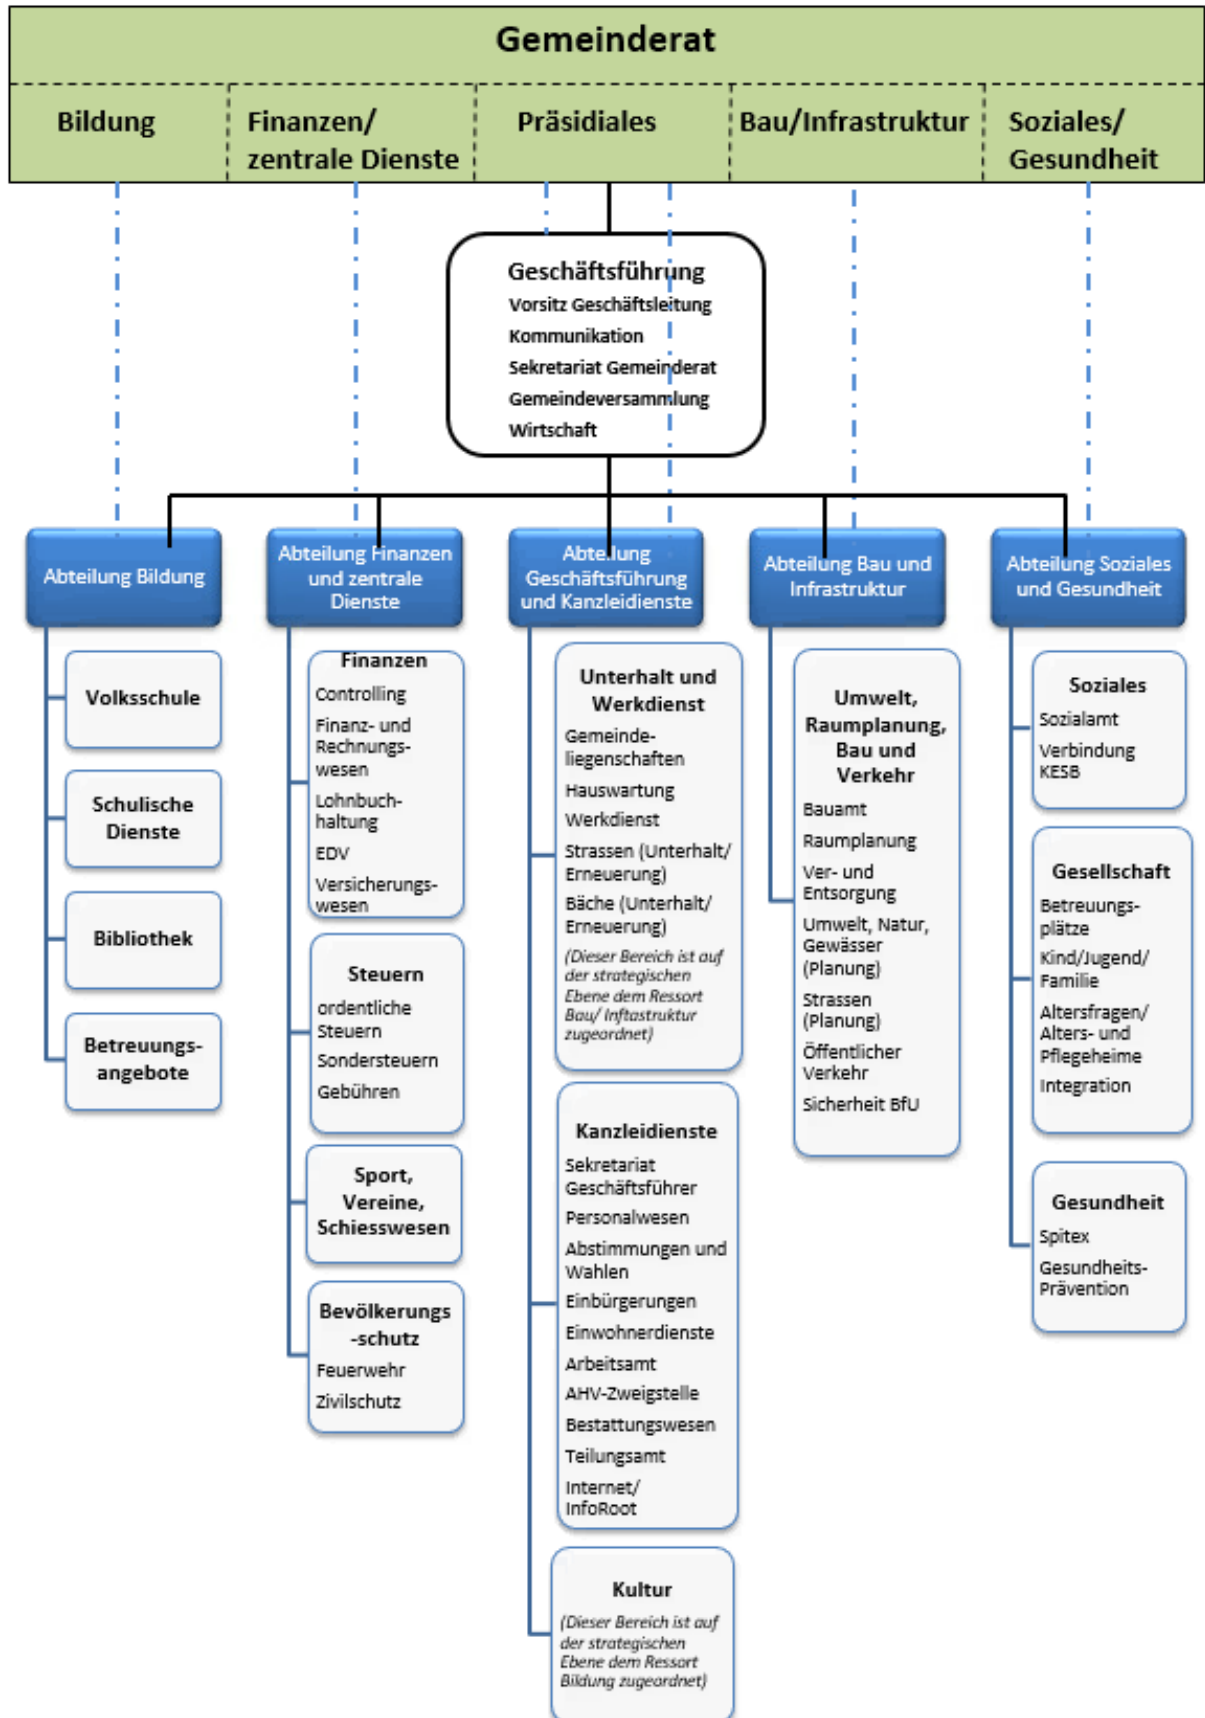 Gemeinderat
Bildung
Finanzen/
zentrale Dienste
Präsidiales
Bau/Infrastruktur
Soziales/
Gesundheit
Geschäftsführung
Vorsitz Geschäftsleitung
Kommunikation
Sekretariat Gemeinderat
Gemeindeversammlung
Wirtschaft
Abteilung Bildung
Volksschule
Schulische
Dienste
Bibliothek
Betreuungs-
angebote
Abteilung Finanzen
und zentrale
Dienste
Finanzen
Controlling
Finanz- und
Rechnungs-
wesen
Lohnbuch-
haltung
EDV
Versicherungs-
wesen
Steuern
ordentliche
Steuern
Sondersteuern
Gebühren
Sport,
Vereine,
Schiesswesen
Bevölkerungs
-schutz
Feuerwehr
Zivilschutz
Abteilung
Geschäftsführung
und Kanzleidienste
Unterhalt und
Werkdienst
Gemeinde-
liegenschaften
Hauswartung
Werkdienst
Strassen (Unterhalt/
Erneuerung)
Bäche (Unterhalt/
Erneuerung)
(Dieser Bereich ist auf
der strategischen
Ebene dem Ressort
Bau/ Inftastruktur
zugeordnet)
Kanzleidienste
Sekretariat
Geschäftsführer
Personalwesen
Abstimmungen und
Wahlen
Einbürgerungen
Einwohnerdienste
Arbeitsamt
AHV-Zweigstelle
Bestattungswesen
Teilungsamt
Internet/
InfoRoot
Kultur
(Dieser Bereich ist auf
der strategischen
Ebene dem Ressort
Bildung zugeordnet)
Abteilung Bau und
Infrastruktur
Umwelt,
Raumplanung,
Bau und
Verkehr
Bauamt
Raumplanung
Ver- und
Entsorgung
Umwelt, Natur,
Gewässer
(Planung)
Strassen
(Planung)
Öffentlicher
Verkehr
Sicherheit BfU
Abteilung Soziales
und Gesundheit
Soziales
Sozialamt
Verbindung
KESB
Gesellschaft
Betreuungs-
plätze
Kind/Jugend/
Familie
Altersfragen/
Alters- und
Pflegeheime
Integration
Gesundheit
Spitex
Gesundheits-
Prävention